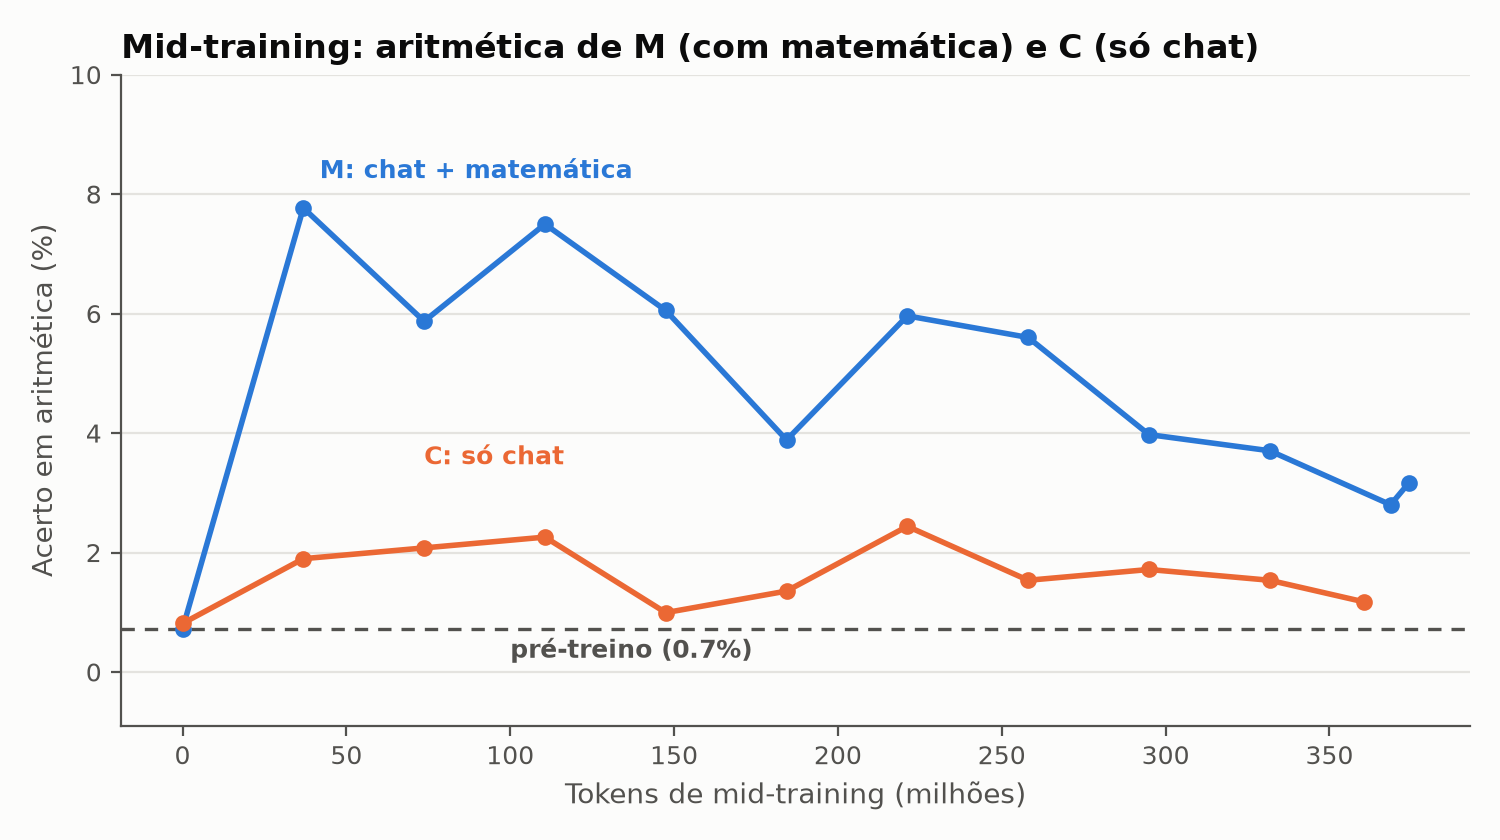 Mid-training: aritmética de M (com matemática) e C (só chat)
10
8
6
4
2
0
Acerto em aritmética (%)
M: chat + matemática
C: só chat
pré-treino (0.7%)
0 50 100 150 200 250 300 350
Tokens de mid-training (milhões)